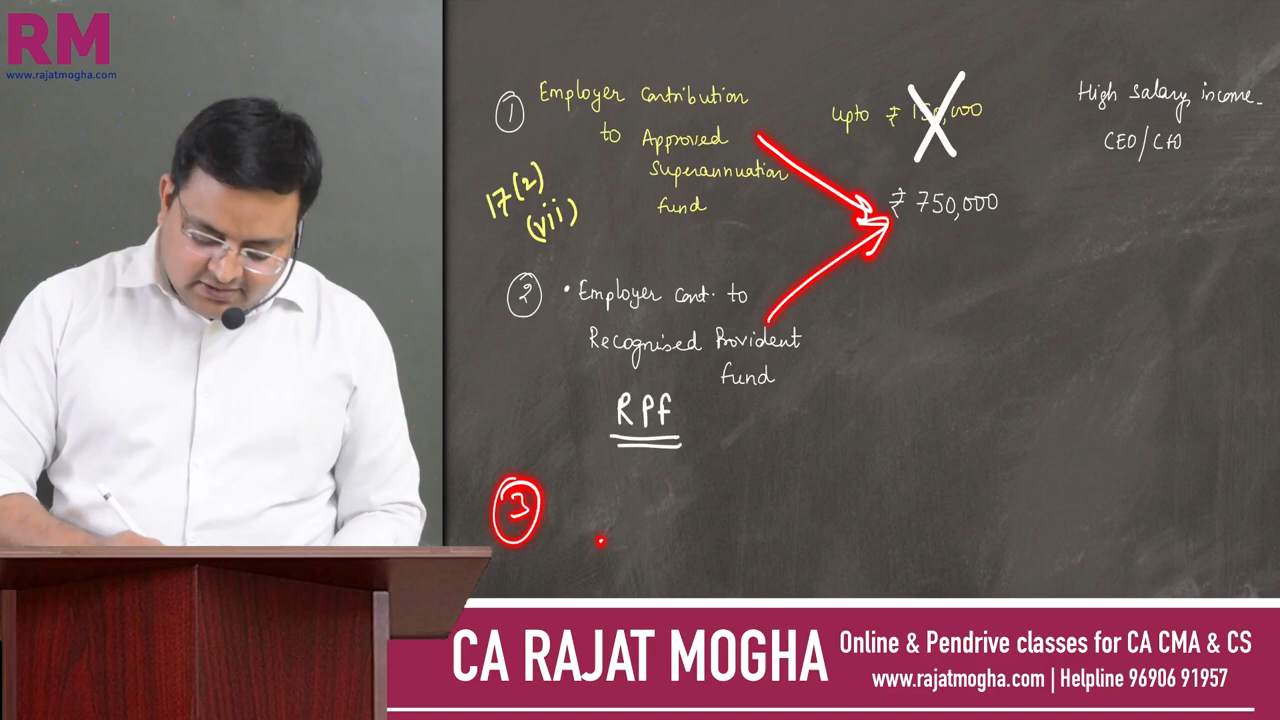 RM
www.rajatmogha.com
① Employer Contribution
to Approved
Superannuation
fund
17(2)
(vii)
upto ₹ 150,000
₹ 750,000
High Salary income
CEO/CFO
② • Employer cont. to
Recognised Provident
fund
RPF
③
CA RAJAT MOGHA
Online & Pendrive classes for CA CMA & CS
www.rajatmogha.com | Helpline 96906 91957